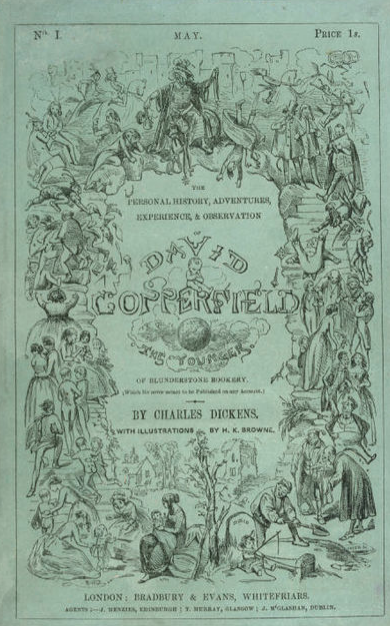 No. I.
MAY.
PRICE 1s.
THE
PERSONAL HISTORY, ADVENTURES,
EXPERIENCE, & OBSERVATION
OF
DAVID
COPPERFIELD
THE YOUNGER
OF BLUNDERSTONE ROOKERY.
(Which he never meant to be Published on any Account.)
BY CHARLES DICKENS.
WITH ILLUSTRATIONS BY H. K. BROWNE.
LONDON: BRADBURY & EVANS, WHITEFRIARS.
AGENTS:—J. MENZIES, EDINBURGH; T. MURRAY, GLASGOW; J. M‘GLASHAN, DUBLIN.